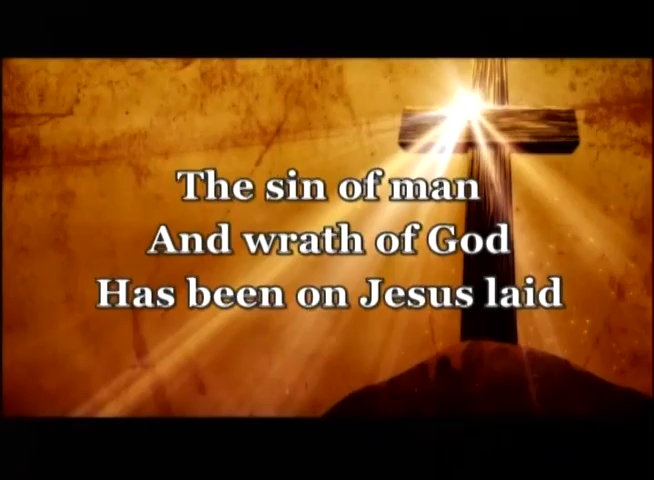 The sin of man
And wrath of God
Has been on Jesus laid